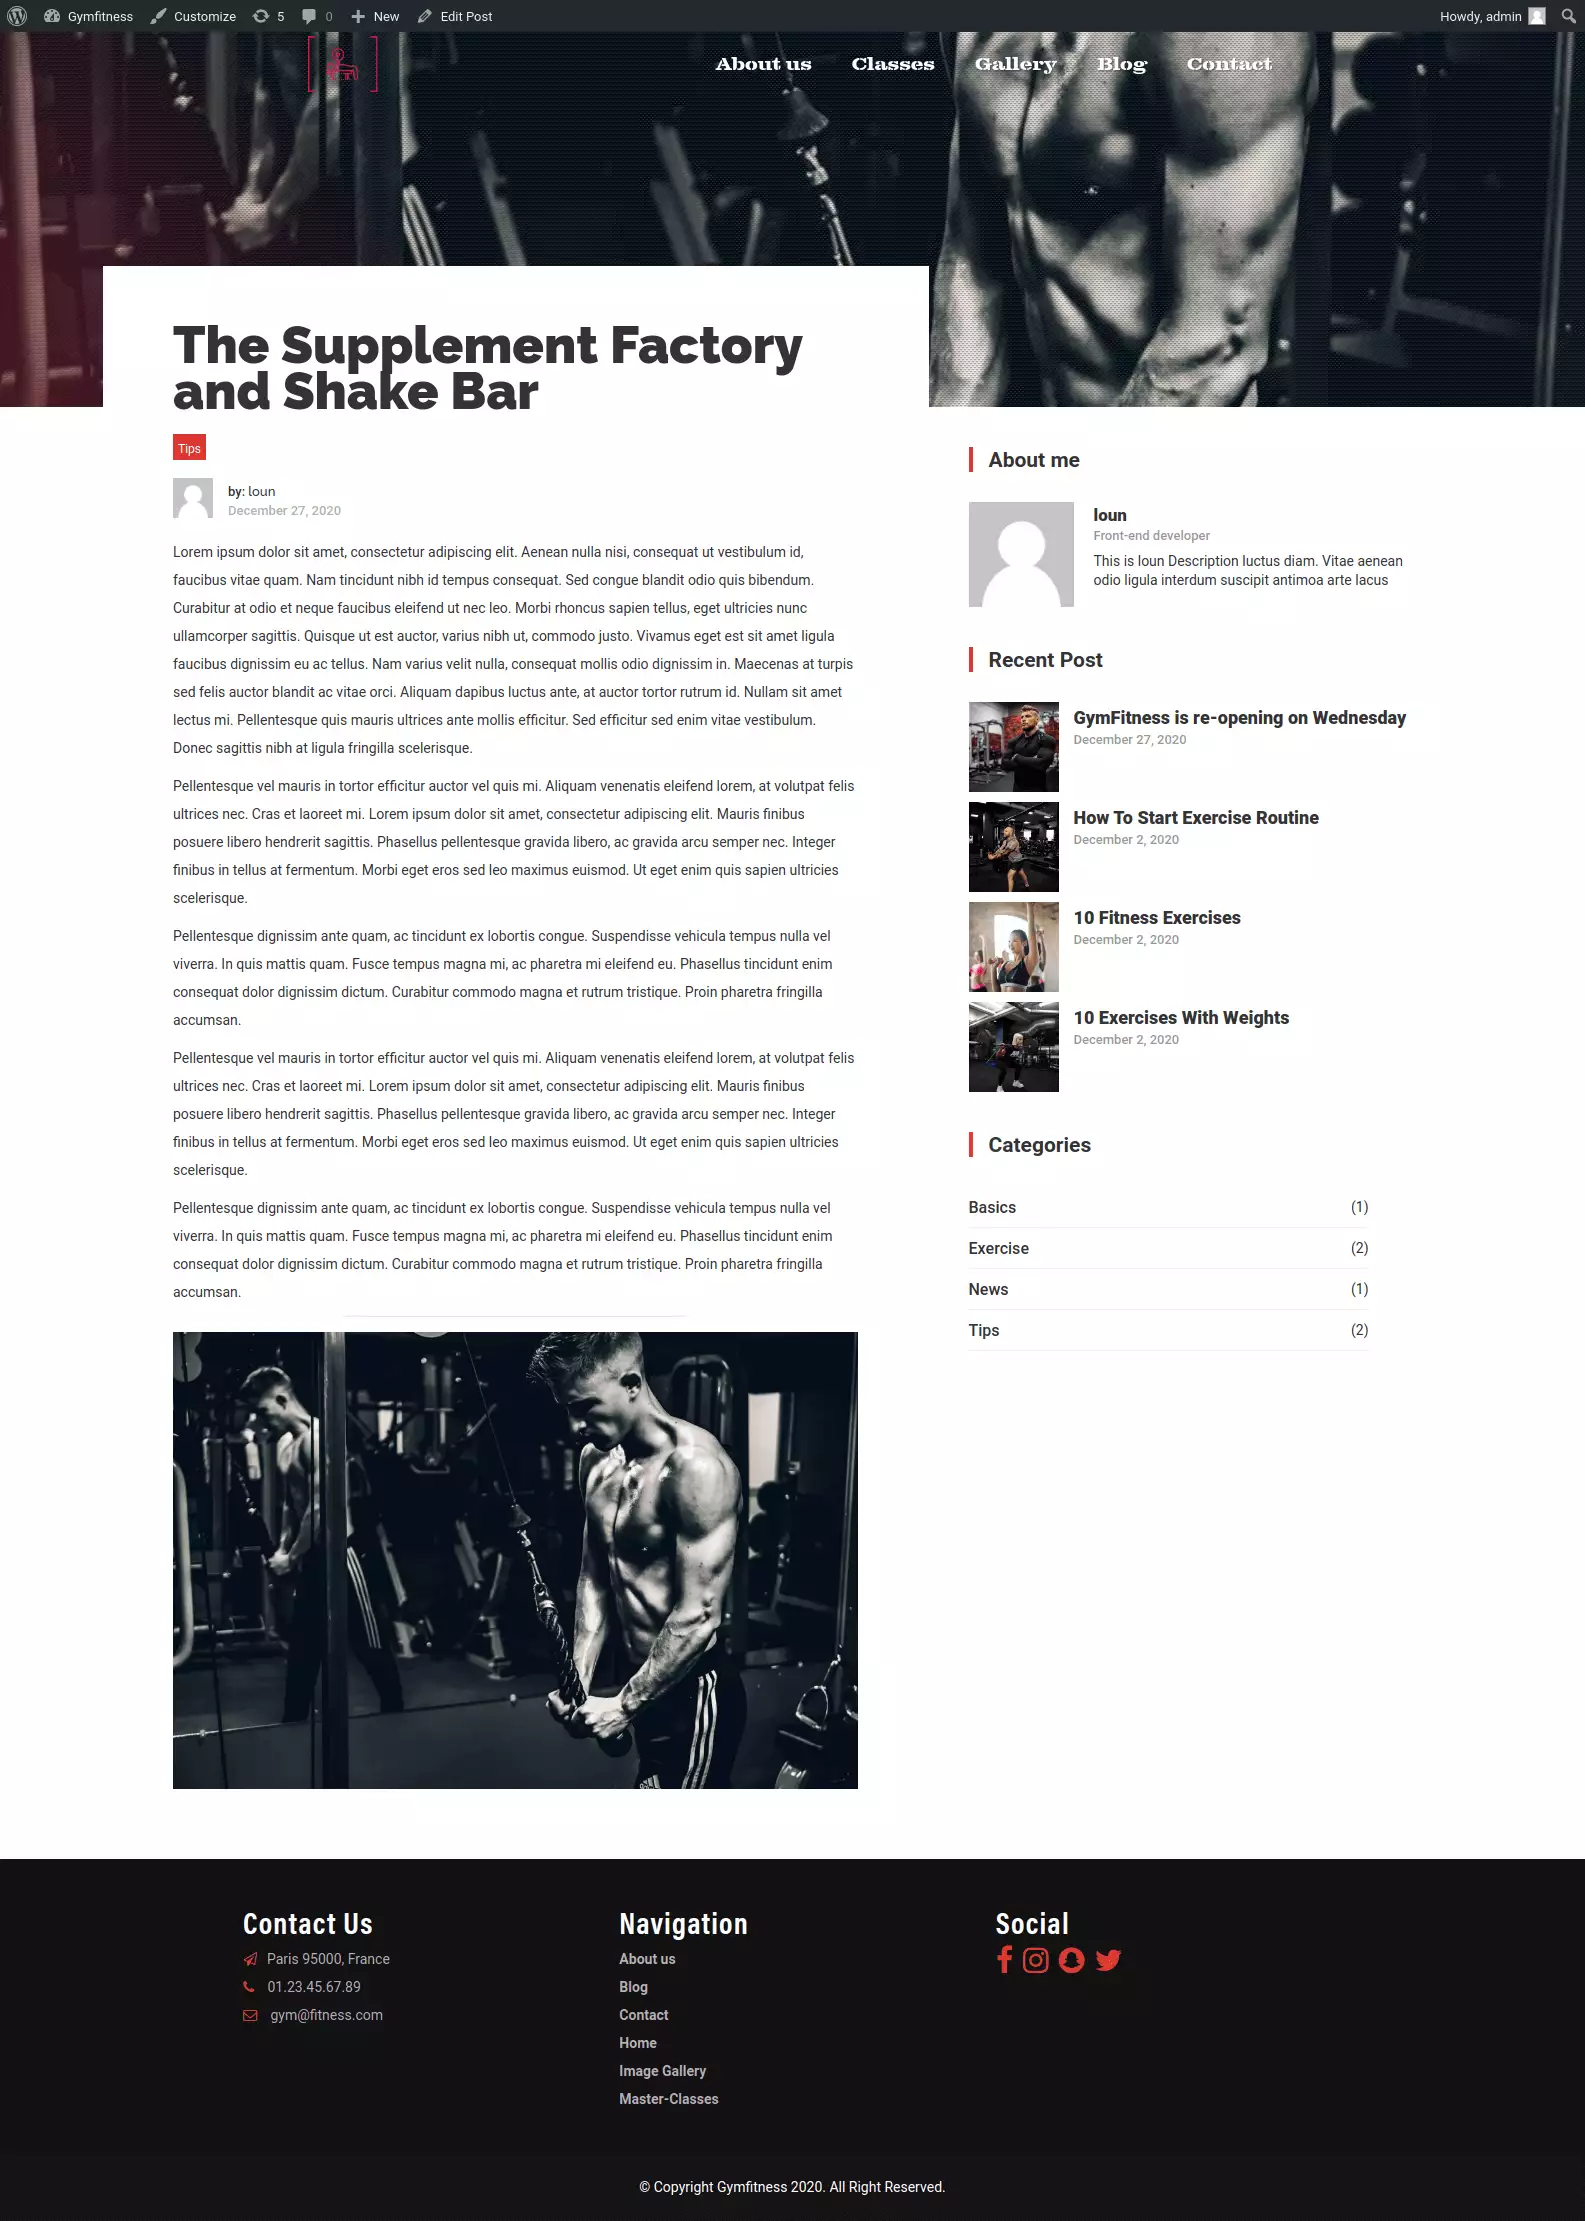 Gymfitness Customize 5 0 New Edit Post Howdy, admin
About us Classes Gallery Blog Contact
The Supplement Factory
and Shake Bar
Tips
by: loun
December 27, 2020
Lorem ipsum dolor sit amet, consectetur adipiscing elit. Aenean nulla nisi, consequat ut vestibulum id,
faucibus vitae quam. Nam tincidunt nibh id tempus consequat. Sed congue blandit odio quis bibendum.
Curabitur at odio et neque faucibus eleifend ut nec leo. Morbi rhoncus sapien tellus, eget ultricies nunc
ullamcorper sagittis. Quisque ut est auctor, varius nibh ut, commodo justo. Vivamus eget est sit amet ligula
faucibus dignissim eu ac tellus. Nam varius velit nulla, consequat mollis odio dignissim in. Maecenas at turpis
sed felis auctor blandit ac vitae orci. Aliquam dapibus luctus ante, at auctor tortor rutrum id. Nullam sit amet
lectus mi. Pellentesque quis mauris ultrices ante mollis efficitur. Sed efficitur sed enim vitae vestibulum.
Donec sagittis nibh at ligula fringilla scelerisque.
Pellentesque vel mauris in tortor efficitur auctor vel quis mi. Aliquam venenatis eleifend lorem, at volutpat felis
ultrices nec. Cras et laoreet mi. Lorem ipsum dolor sit amet, consectetur adipiscing elit. Mauris finibus
posuere libero hendrerit sagittis. Phasellus pellentesque gravida libero, ac gravida arcu semper nec. Integer
finibus in tellus at fermentum. Morbi eget eros sed leo maximus euismod. Ut eget enim quis sapien ultricies
scelerisque.
Pellentesque dignissim ante quam, ac tincidunt ex lobortis congue. Suspendisse vehicula tempus nulla vel
viverra. In quis mattis quam. Fusce tempus magna mi, ac pharetra mi eleifend eu. Phasellus tincidunt enim
consequat dolor dignissim dictum. Curabitur commodo magna et rutrum tristique. Proin pharetra fringilla
accumsan.
Pellentesque vel mauris in tortor efficitur auctor vel quis mi. Aliquam venenatis eleifend lorem, at volutpat felis
ultrices nec. Cras et laoreet mi. Lorem ipsum dolor sit amet, consectetur adipiscing elit. Mauris finibus
posuere libero hendrerit sagittis. Phasellus pellentesque gravida libero, ac gravida arcu semper nec. Integer
finibus in tellus at fermentum. Morbi eget eros sed leo maximus euismod. Ut eget enim quis sapien ultricies
scelerisque.
Pellentesque dignissim ante quam, ac tincidunt ex lobortis congue. Suspendisse vehicula tempus nulla vel
viverra. In quis mattis quam. Fusce tempus magna mi, ac pharetra mi eleifend eu. Phasellus tincidunt enim
consequat dolor dignissim dictum. Curabitur commodo magna et rutrum tristique. Proin pharetra fringilla
accumsan.
About me
loun
Front-end developer
This is loun Description luctus diam. Vitae aenean
odio ligula interdum suscipit antimoa arte lacus
Recent Post
GymFitness is re-opening on Wednesday
December 27, 2020
How To Start Exercise Routine
December 2, 2020
10 Fitness Exercises
December 2, 2020
10 Exercises With Weights
December 2, 2020
Categories
Basics (1)
Exercise (2)
News (1)
Tips (2)
Contact Us
Paris 95000, France
01.23.45.67.89
gym@fitness.com
Navigation
About us
Blog
Contact
Home
Image Gallery
Master-Classes
Social
© Copyright Gymfitness 2020. All Right Reserved.